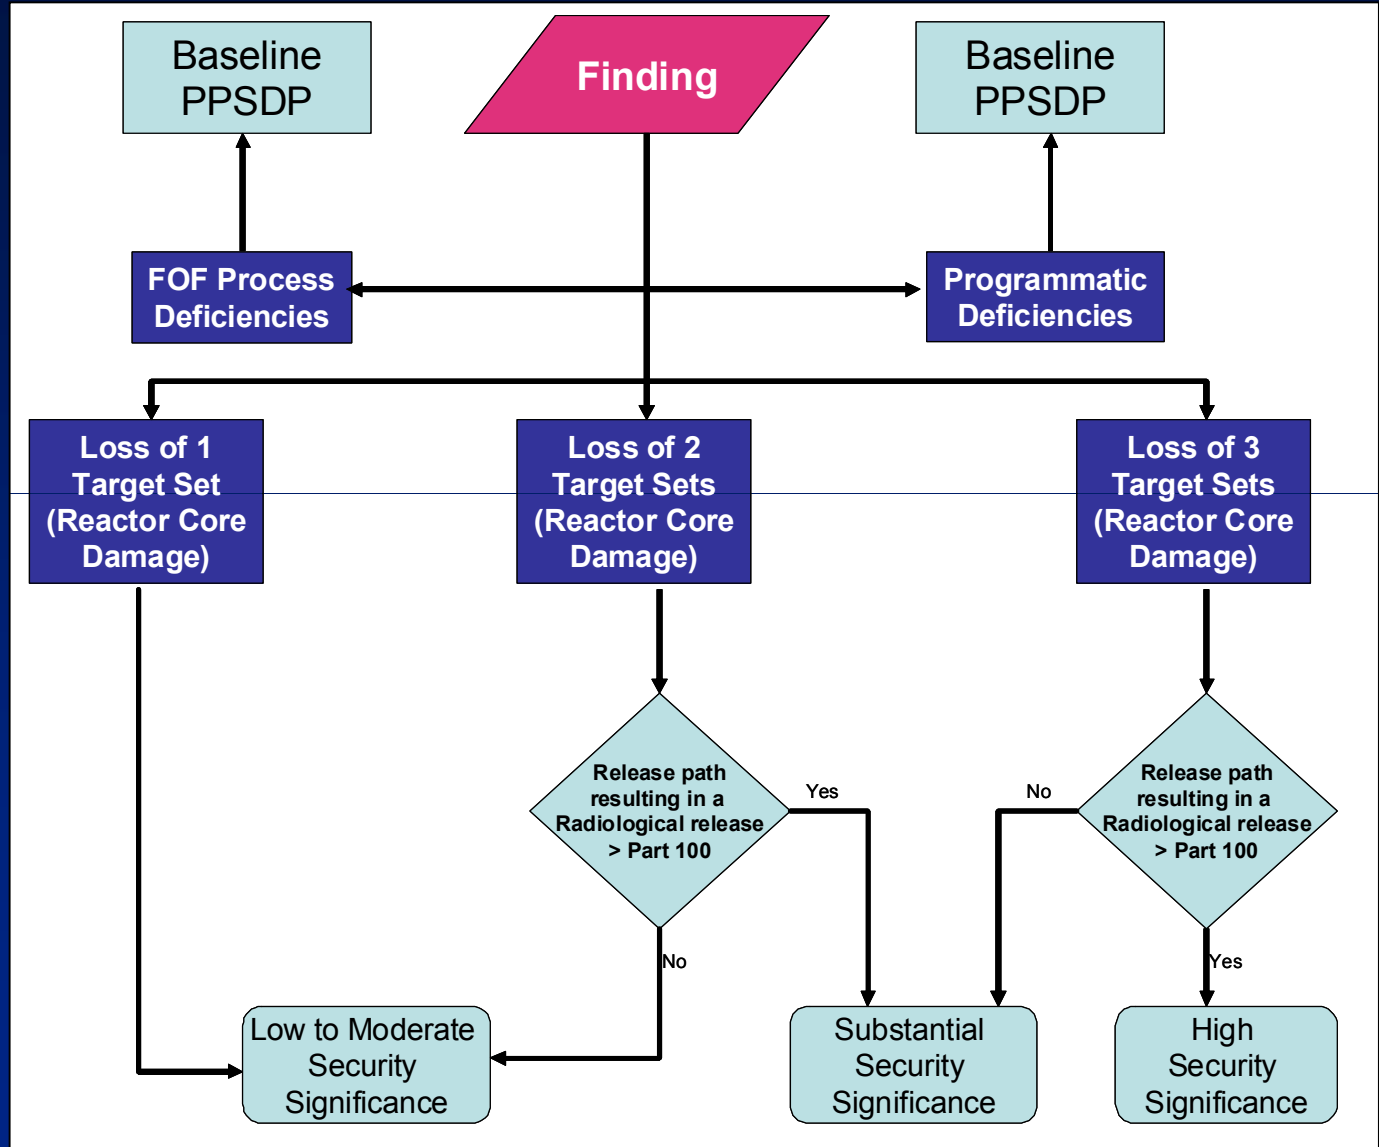 Baseline
PPSDP
Finding
Baseline
PPSDP
FOF Process
Deficiencies
Programmatic
Deficiencies
Loss of 1
Target Set
(Reactor Core
Damage)
Loss of 2
Target Sets
(Reactor Core
Damage)
Loss of 3
Target Sets
(Reactor Core
Damage)
Release path
resulting in a
Radiological release
> Part 100
Yes
No
Release path
resulting in a
Radiological release
> Part 100
No
Yes
Low to Moderate
Security
Significance
Substantial
Security
Significance
High
Security
Significance